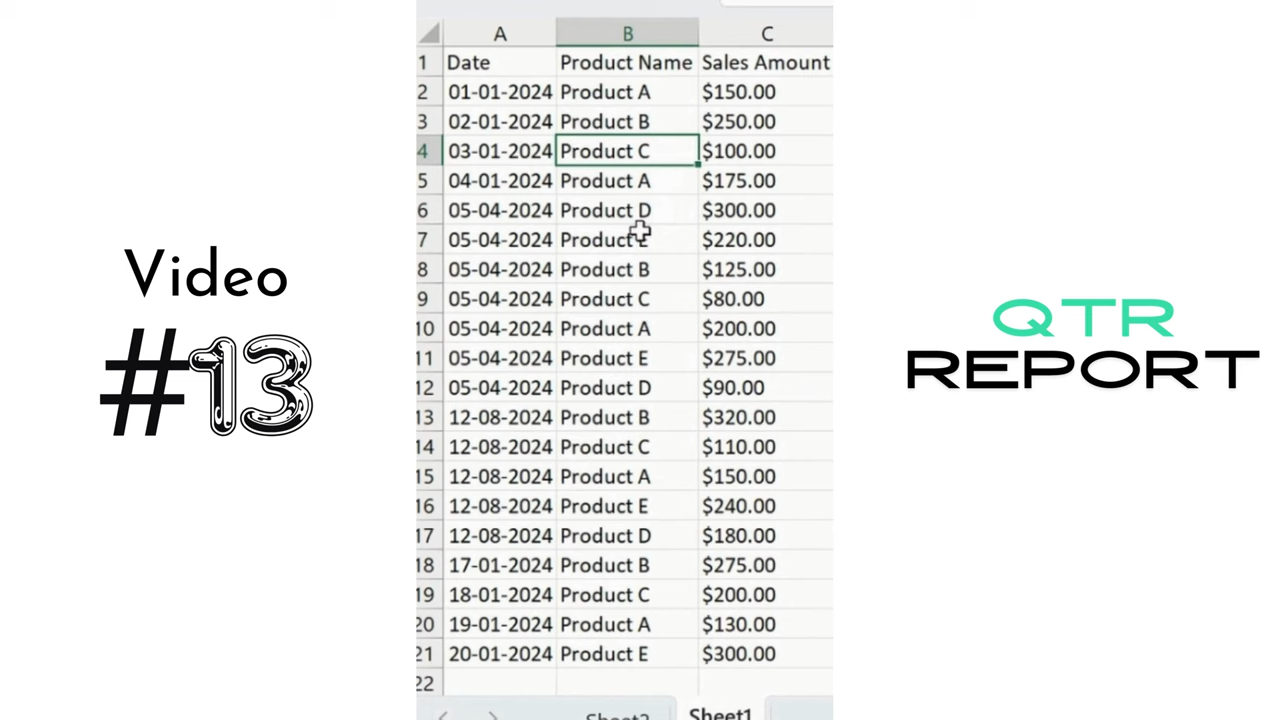 Video
#13
A B C
1 Date Product Name Sales Amount
2 01-01-2024 Product A $150.00
3 02-01-2024 Product B $250.00
4 03-01-2024 Product C $100.00
5 04-01-2024 Product A $175.00
6 05-04-2024 Product D $300.00
7 05-04-2024 Product E $220.00
8 05-04-2024 Product B $125.00
9 05-04-2024 Product C $80.00
10 05-04-2024 Product A $200.00
11 05-04-2024 Product E $275.00
12 05-04-2024 Product D $90.00
13 12-08-2024 Product B $320.00
14 12-08-2024 Product C $110.00
15 12-08-2024 Product A $150.00
16 12-08-2024 Product E $240.00
17 12-08-2024 Product D $180.00
18 17-01-2024 Product B $275.00
19 18-01-2024 Product C $200.00
20 19-01-2024 Product A $130.00
21 20-01-2024 Product E $300.00
22
Sheet1
QTR
REPORT